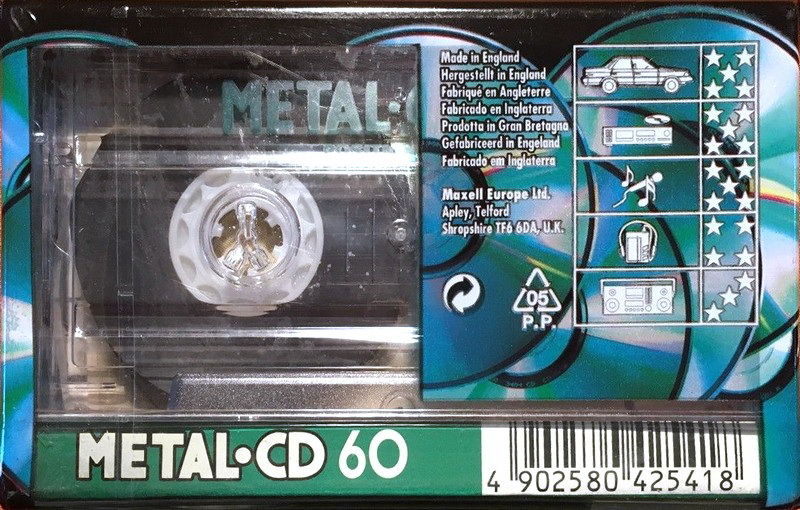 METAL•C
Made in England
Hergestellt in England
Fabriqué en Angleterre
Fabricado en Inglaterra
Prodotta in Gran Bretagna
Gefabriceerd in Engeland
Fabricado em Inglaterra
Maxell Europe Ltd.
Apley, Telford
Shropshire TF6 6DA, U.K.
05
P.P.
METAL•CD 60
4 902580 425418